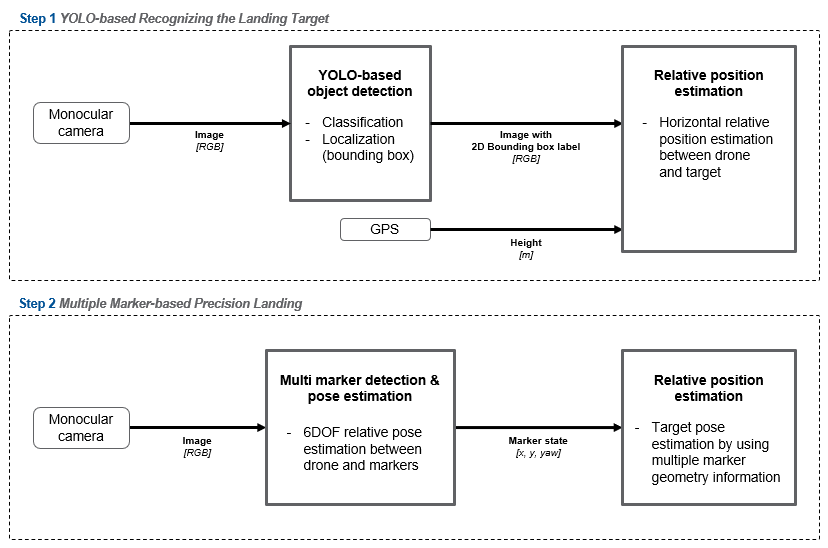 Step 1 YOLO-based Recognizing the Landing Target
Monocular
camera
Image
[RGB]
YOLO-based
object detection
- Classification
- Localization
(bounding box)
Image with
2D Bounding box label
[RGB]
GPS
Height
[m]
Relative position
estimation
- Horizontal relative
position estimation
between drone
and target
Step 2 Multiple Marker-based Precision Landing
Monocular
camera
Image
[RGB]
Multi marker detection &
pose estimation
- 6DOF relative pose
estimation between
drone and markers
Marker state
[x, y, yaw]
Relative position
estimation
- Target pose
estimation by using
multiple marker
geometry information